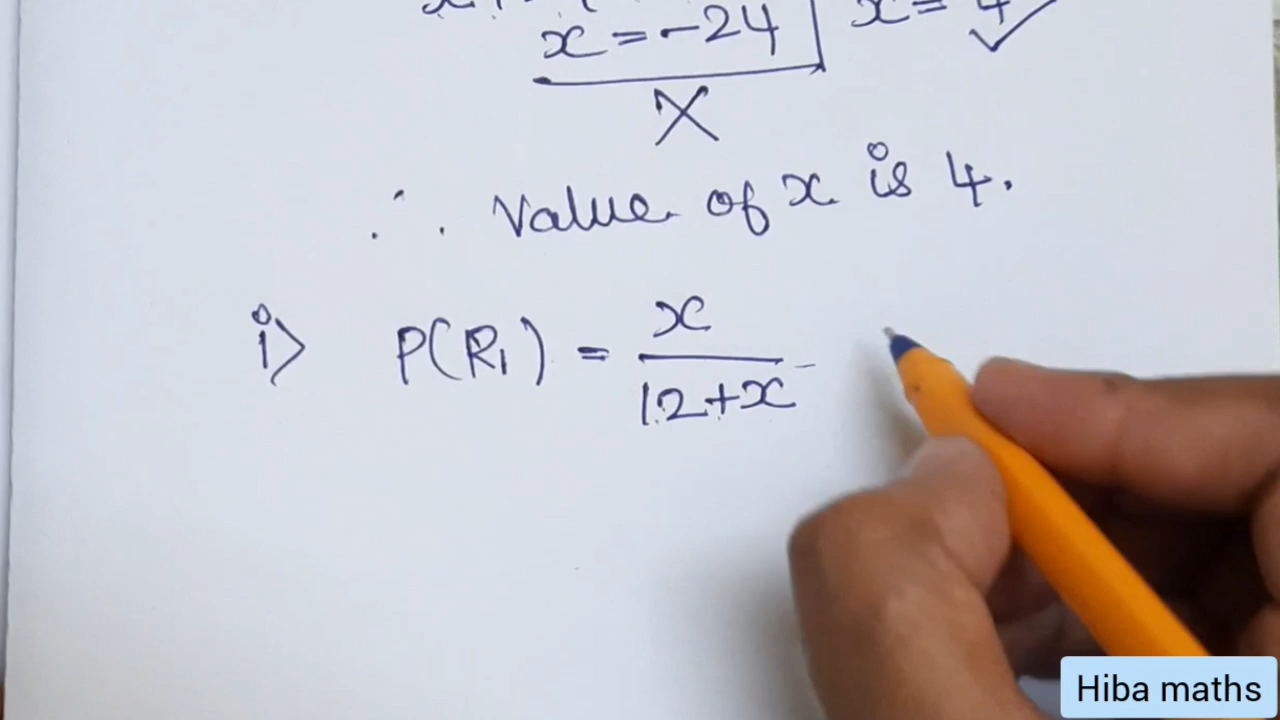 x = -24 x = 4 ✓
X
∴ Value of x is 4.
i> P(R₁) = x / 12+x -
Hiba maths